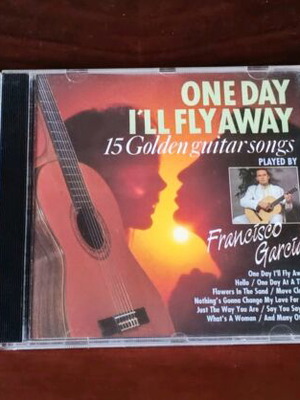 ONE DAY
I'LL FLY AWAY
15 Golden guitar songs
PLAYED BY
Francisco
Garcia
One Day I'll Fly Aw
Hello / One Day At A T
Flowers In The Sand / Move Cl
Nothing's Gonna Change My Love For
Just The Way You Are / Say You Say
What's A Woman / And Many O